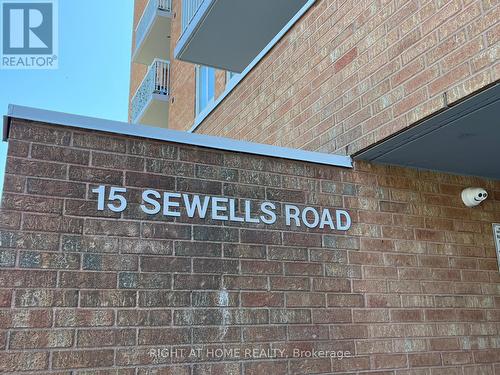 R
REALTOR
15 SEWELLS ROAD
RIGHT AT HOME REALTY, Brokerage